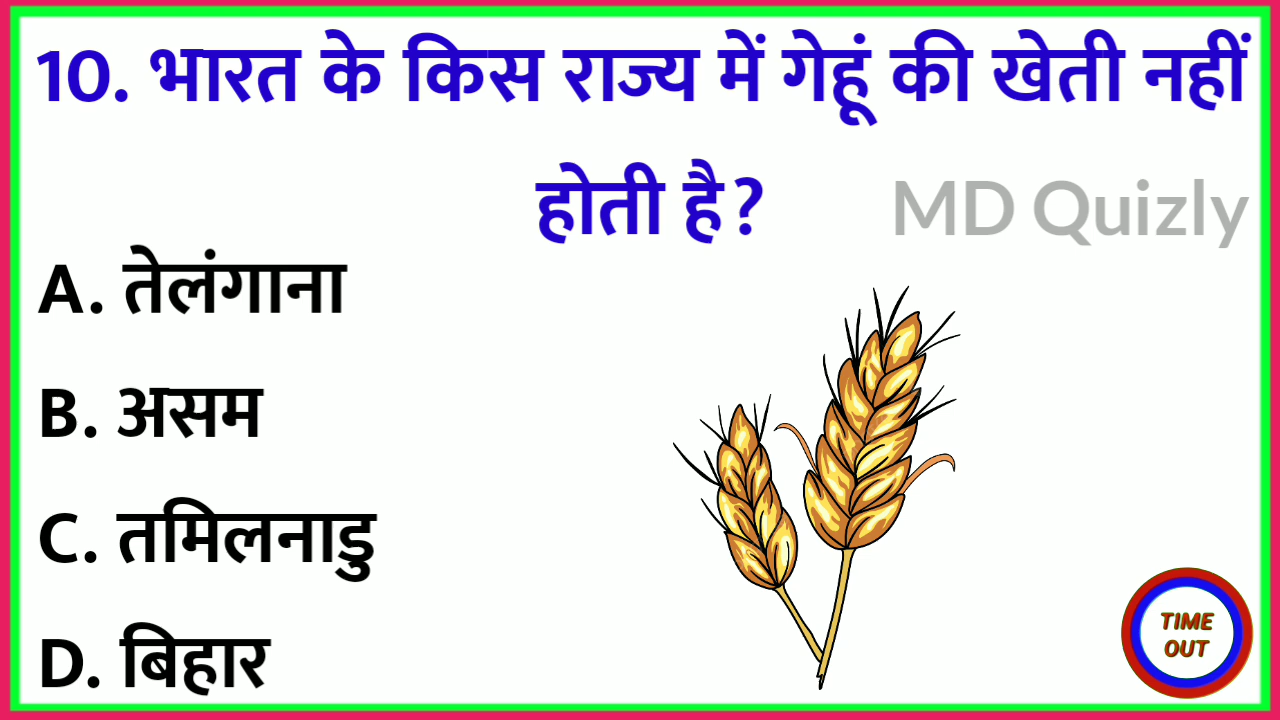 10. भारत के किस राज्य में गेहूं की खेती नहीं
होती है?
MD Quizly
A. तेलंगाना
B. असम
C. तमिलनाडु
D. बिहार
TIME
OUT